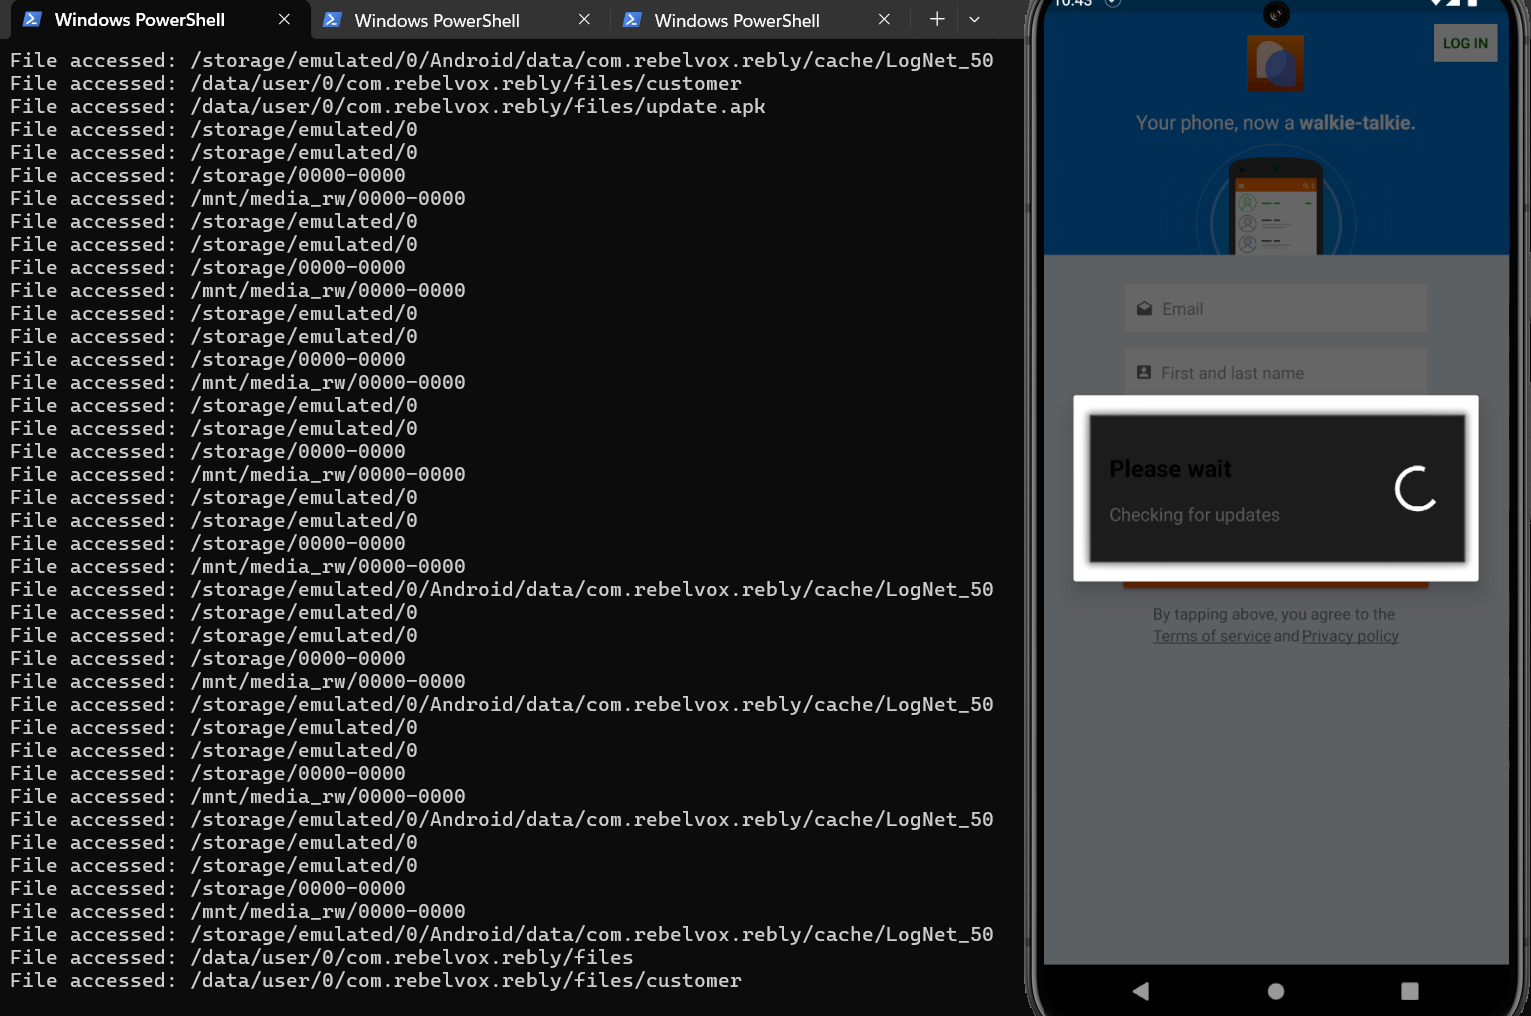 Windows PowerShell
Windows PowerShell
Windows PowerShell
File accessed: /storage/emulated/0/Android/data/com.rebelvox.rebly/cache/LogNet_50
File accessed: /data/user/0/com.rebelvox.rebly/files/customer
File accessed: /data/user/0/com.rebelvox.rebly/files/update.apk
File accessed: /storage/emulated/0
File accessed: /storage/emulated/0
File accessed: /storage/0000-0000
File accessed: /mnt/media_rw/0000-0000
File accessed: /storage/emulated/0
File accessed: /storage/emulated/0
File accessed: /storage/0000-0000
File accessed: /mnt/media_rw/0000-0000
File accessed: /storage/emulated/0
File accessed: /storage/emulated/0
File accessed: /storage/0000-0000
File accessed: /mnt/media_rw/0000-0000
File accessed: /storage/emulated/0
File accessed: /storage/emulated/0
File accessed: /storage/0000-0000
File accessed: /mnt/media_rw/0000-0000
File accessed: /storage/emulated/0
File accessed: /storage/emulated/0
File accessed: /storage/0000-0000
File accessed: /mnt/media_rw/0000-0000
File accessed: /storage/emulated/0/Android/data/com.rebelvox.rebly/cache/LogNet_50
File accessed: /storage/emulated/0
File accessed: /storage/emulated/0
File accessed: /storage/0000-0000
File accessed: /mnt/media_rw/0000-0000
File accessed: /storage/emulated/0/Android/data/com.rebelvox.rebly/cache/LogNet_50
File accessed: /storage/emulated/0
File accessed: /storage/emulated/0
File accessed: /storage/0000-0000
File accessed: /mnt/media_rw/0000-0000
File accessed: /storage/emulated/0/Android/data/com.rebelvox.rebly/cache/LogNet_50
File accessed: /storage/emulated/0
File accessed: /storage/emulated/0
File accessed: /storage/0000-0000
File accessed: /mnt/media_rw/0000-0000
File accessed: /storage/emulated/0/Android/data/com.rebelvox.rebly/cache/LogNet_50
File accessed: /data/user/0/com.rebelvox.rebly/files
File accessed: /data/user/0/com.rebelvox.rebly/files/customer
10:43
LOG IN
Your phone, now a walkie-talkie.
Email
First and last name
Please wait
Checking for updates
By tapping above, you agree to the
Terms of service and Privacy policy